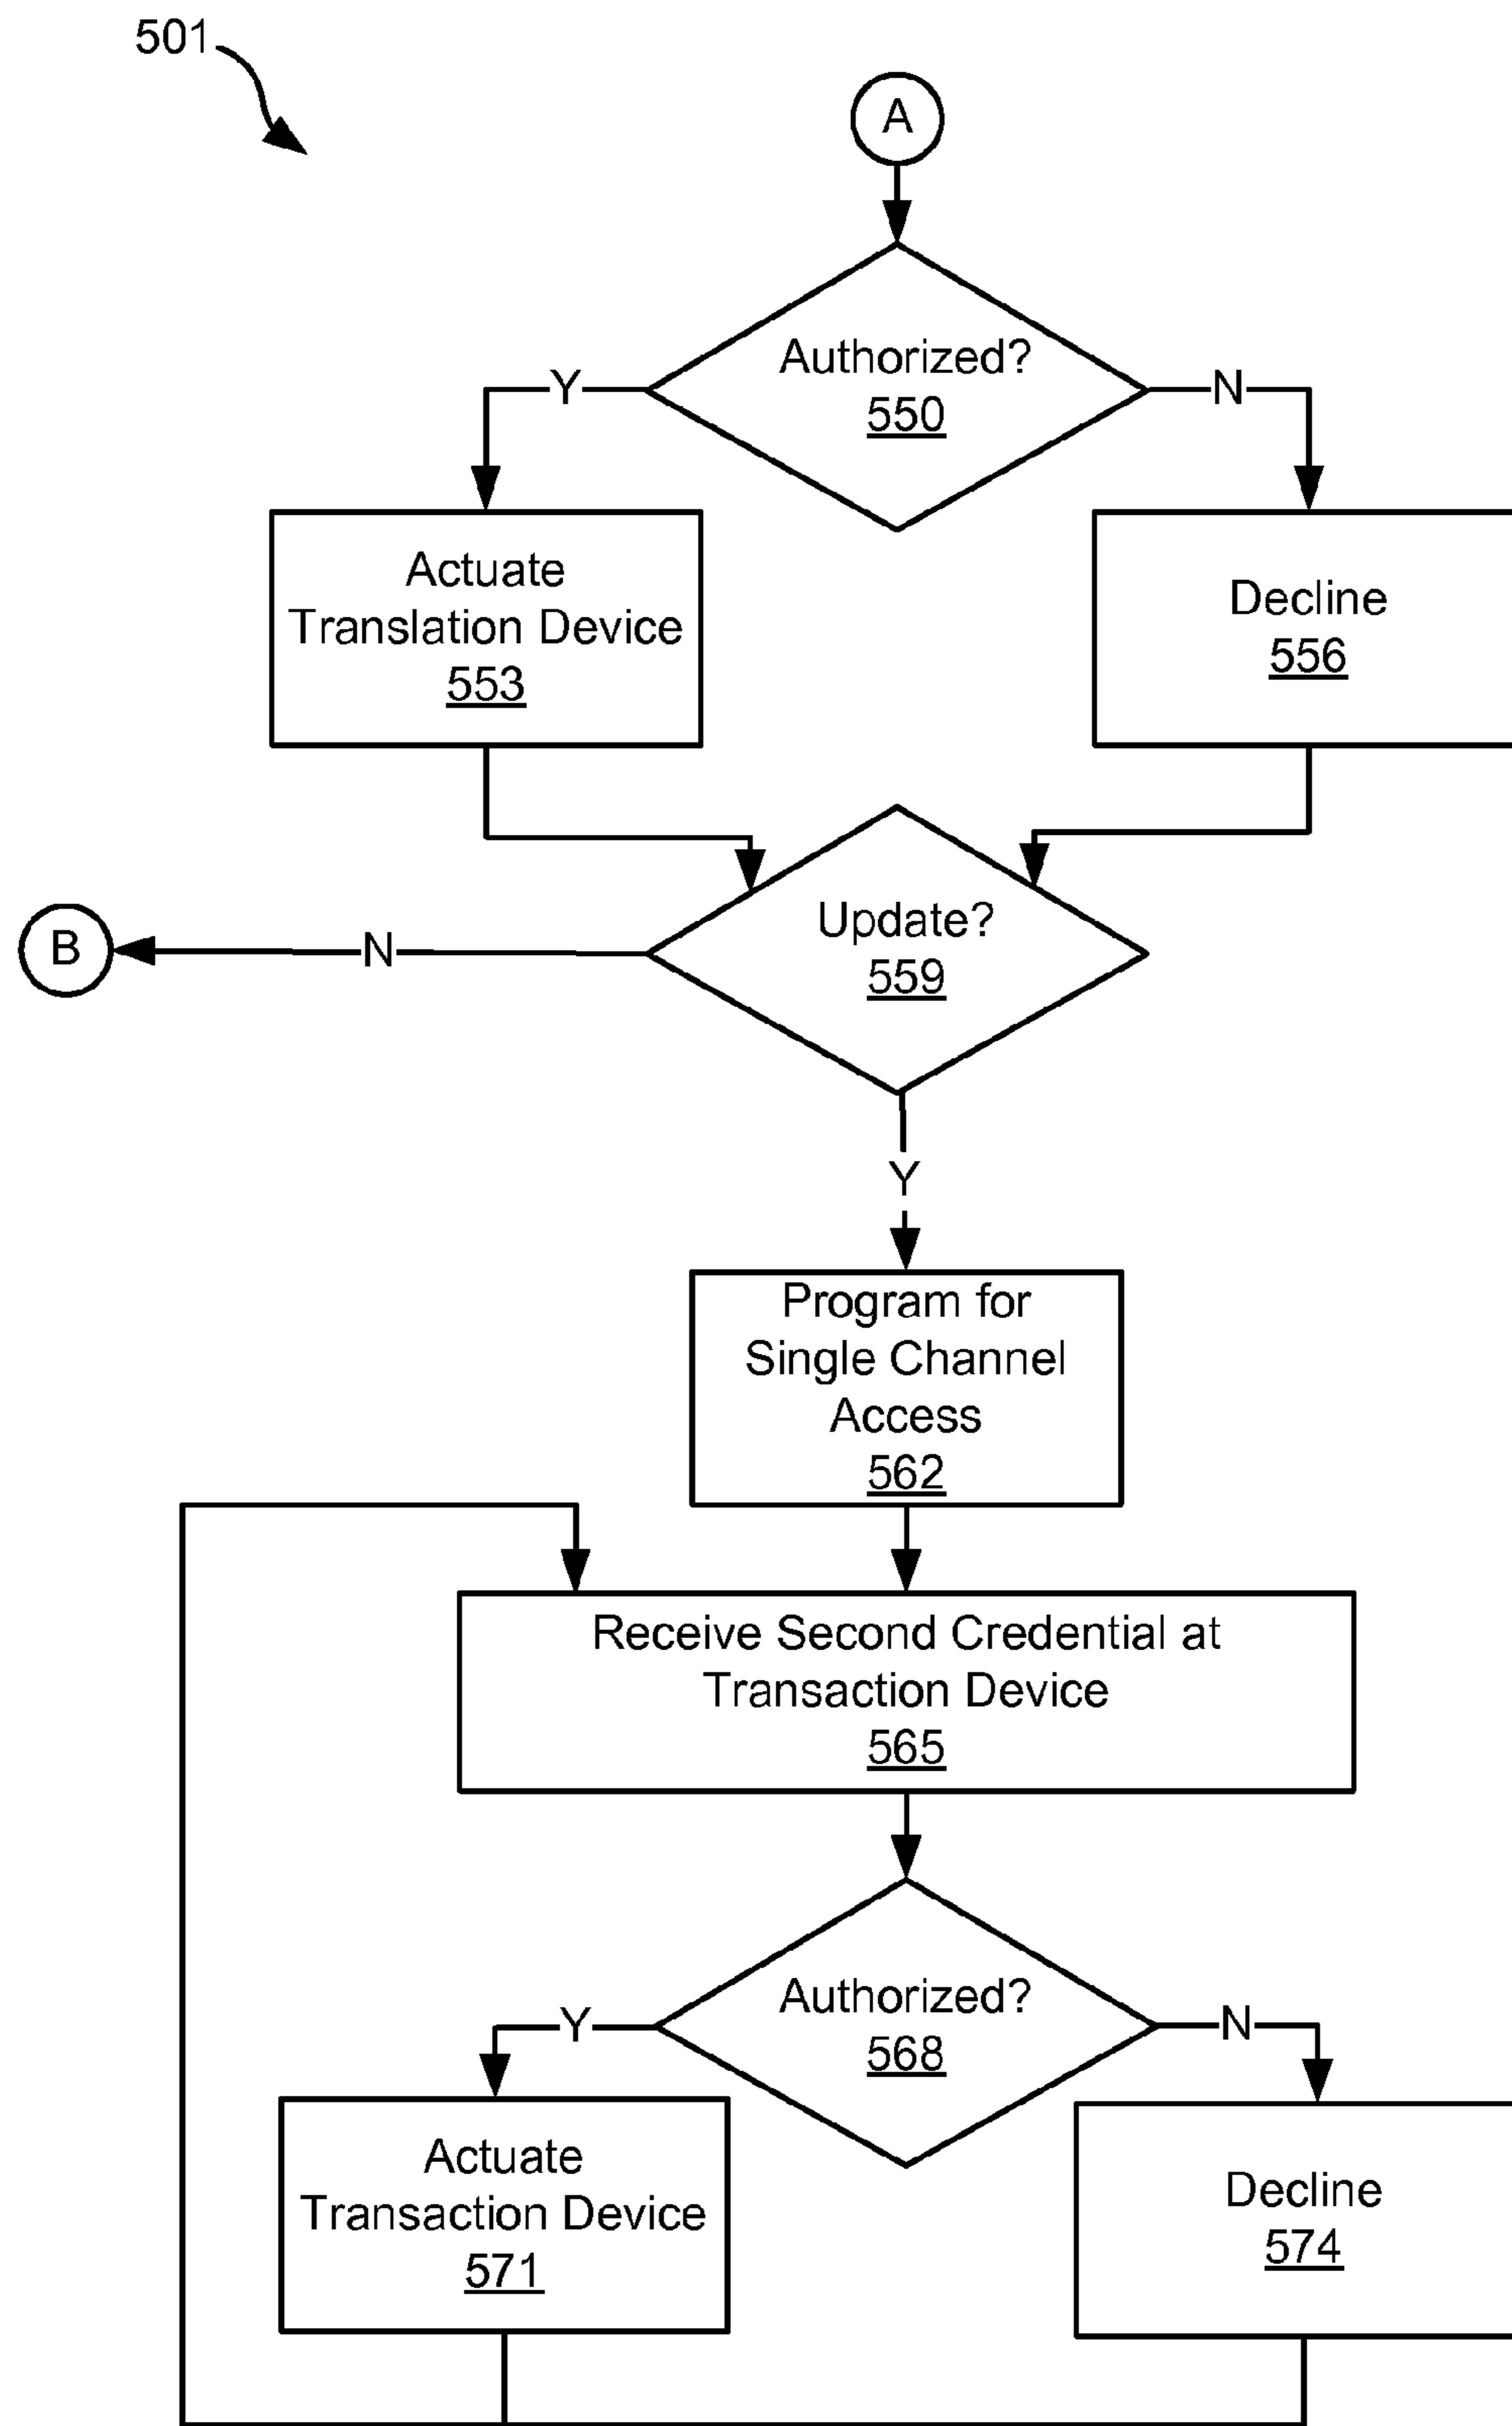 501
A
Authorized?
550
Y
N
Actuate
Translation Device
553
Decline
556
Update?
559
B
N
Y
Program for
Single Channel
Access
562
Receive Second Credential at
Transaction Device
565
Authorized?
568
Y
N
Actuate
Transaction Device
571
Decline
574